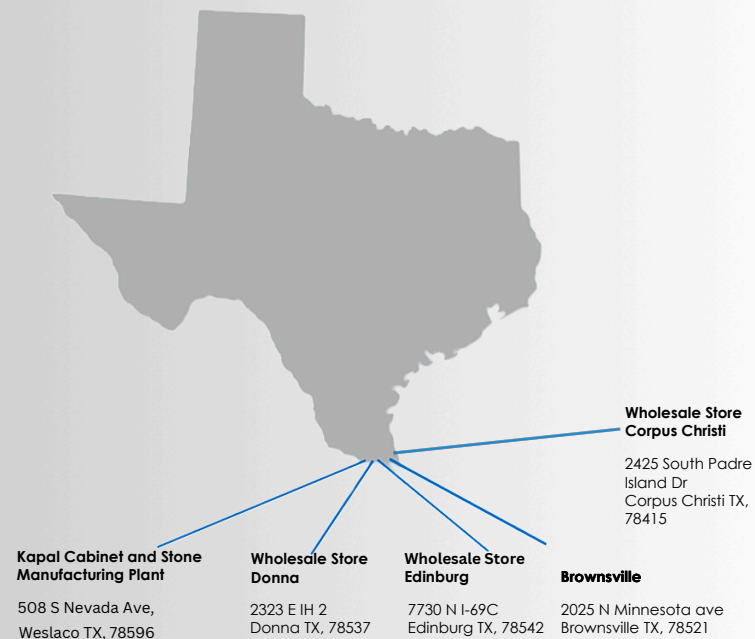 Wholesale Store
Corpus Christi
2425 South Padre
Island Dr
Corpus Christi TX,
78415
Kapal Cabinet and Stone
Manufacturing Plant
508 S Nevada Ave,
Weslaco TX, 78596
Wholesale Store
Donna
2323 E IH 2
Donna TX, 78537
Wholesale Store
Edinburg
7730 N I-69C
Edinburg TX, 78542
Brownsville
2025 N Minnesota ave
Brownsville TX, 78521